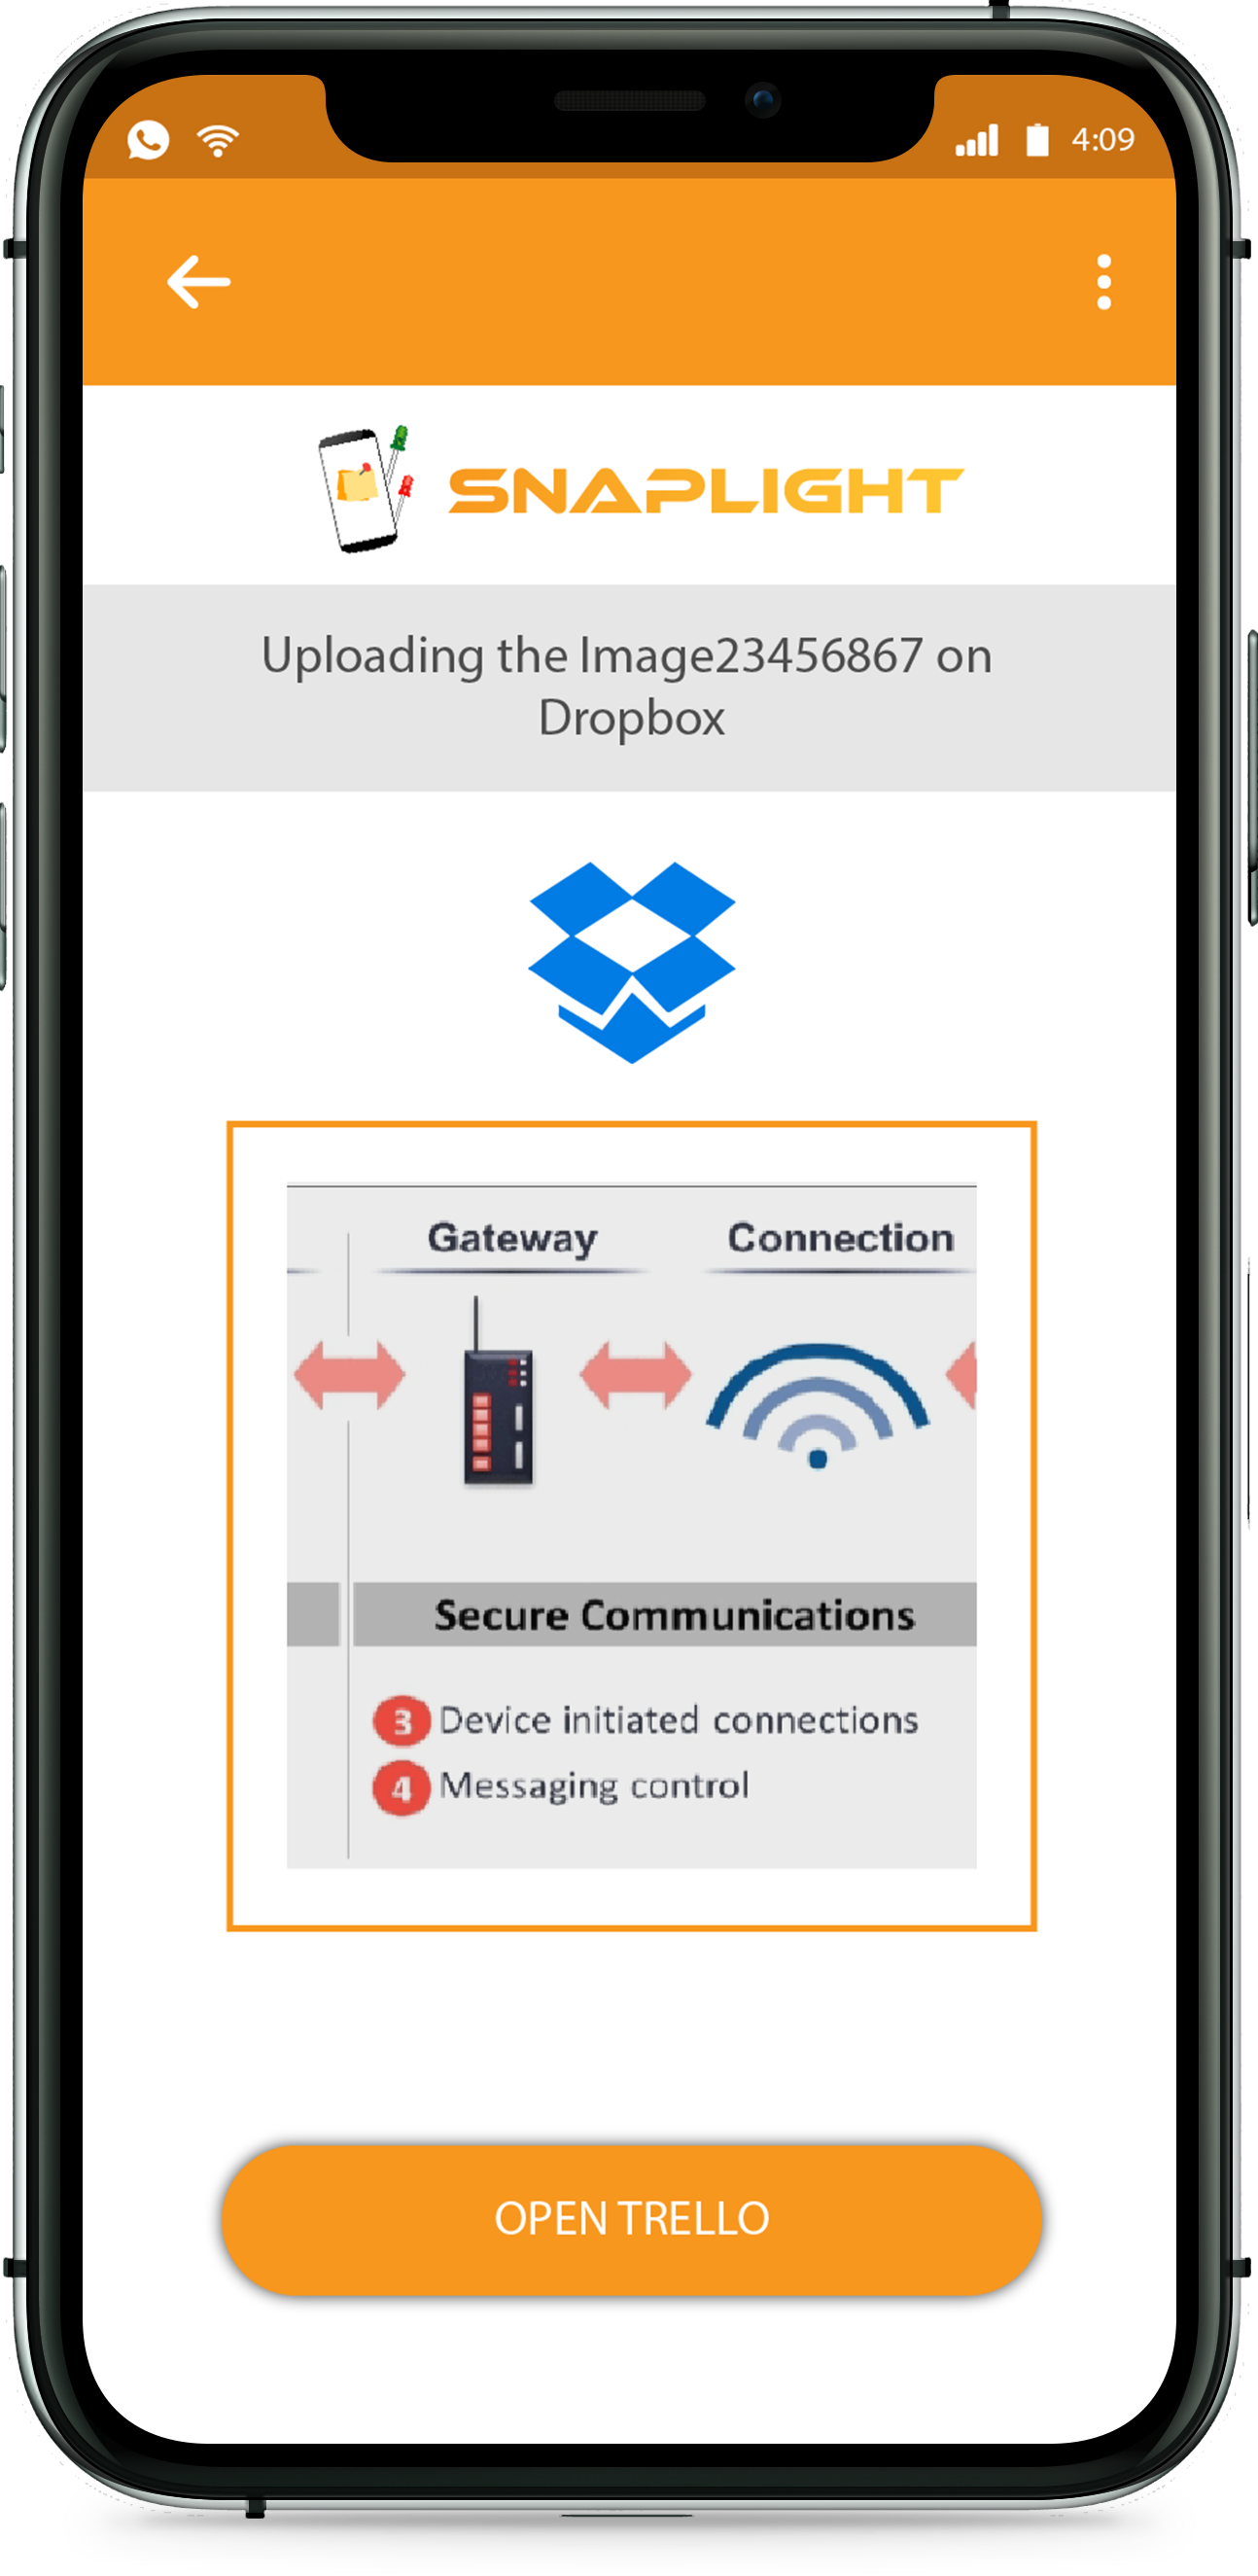 4:09
SNAPLIGHT
Uploading the Image23456867 on
Dropbox
Gateway
Connection
Secure Communications
3 Device initiated connections
4 Messaging control
OPEN TRELLO